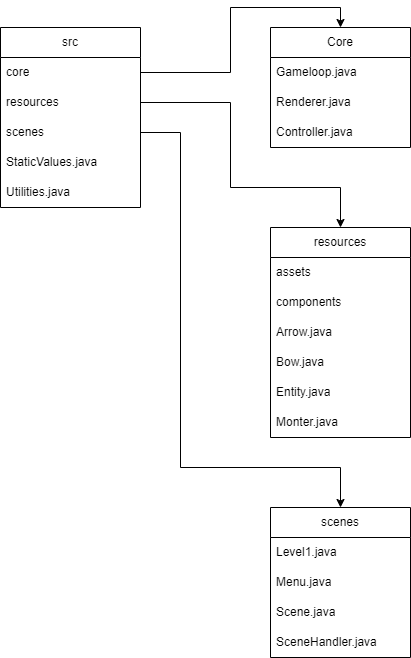 src
core
resources
scenes
StaticValues.java
Utilities.java
Core
Gameloop.java
Renderer.java
Controller.java
resources
assets
components
Arrow.java
Bow.java
Entity.java
Monter.java
scenes
Level1.java
Menu.java
Scene.java
SceneHandler.java